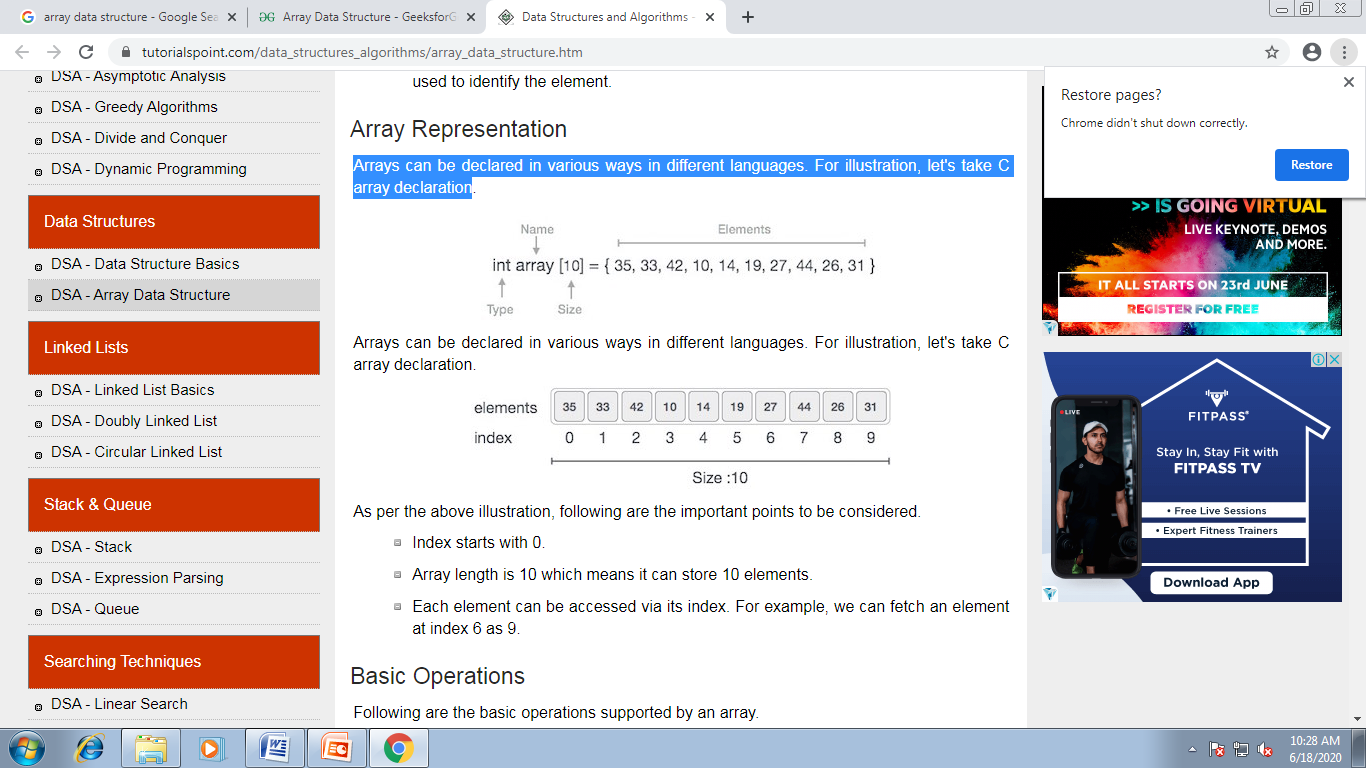 array data structure - Google Sea
Array Data Structure - GeeksforG
Data Structures and Algorithms -
tutorialspoint.com/data_structures_algorithms/array_data_structure.htm
Restore pages?
Chrome didn't shut down correctly.
Restore
DSA - Asymptotic Analysis
DSA - Greedy Algorithms
DSA - Divide and Conquer
DSA - Dynamic Programming
Data Structures
DSA - Data Structure Basics
DSA - Array Data Structure
Linked Lists
DSA - Linked List Basics
DSA - Doubly Linked List
DSA - Circular Linked List
Stack & Queue
DSA - Stack
DSA - Expression Parsing
DSA - Queue
Searching Techniques
DSA - Linear Search
used to identify the element.
Array Representation
Arrays can be declared in various ways in different languages. For illustration, let's take C
array declaration.
Name
Elements
int array [10] = { 35, 33, 42, 10, 14, 19, 27, 44, 26, 31 }
Type
Size
Arrays can be declared in various ways in different languages. For illustration, let's take C
array declaration.
elements 35 33 42 10 14 19 27 44 26 31
index 0 1 2 3 4 5 6 7 8 9
Size :10
As per the above illustration, following are the important points to be considered.
Index starts with 0.
Array length is 10 which means it can store 10 elements.
Each element can be accessed via its index. For example, we can fetch an element
at index 6 as 9.
Basic Operations
Following are the basic operations supported by an array.
>> IS GOING VIRTUAL
LIVE KEYNOTE, DEMOS
AND MORE.
IT ALL STARTS ON 23rd JUNE
REGISTER FOR FREE
LIVE
FITPASS
Stay In, Stay Fit with
FITPASS TV
• Free Live Sessions
• Expert Fitness Trainers
Download App
10:28 AM
6/18/2020